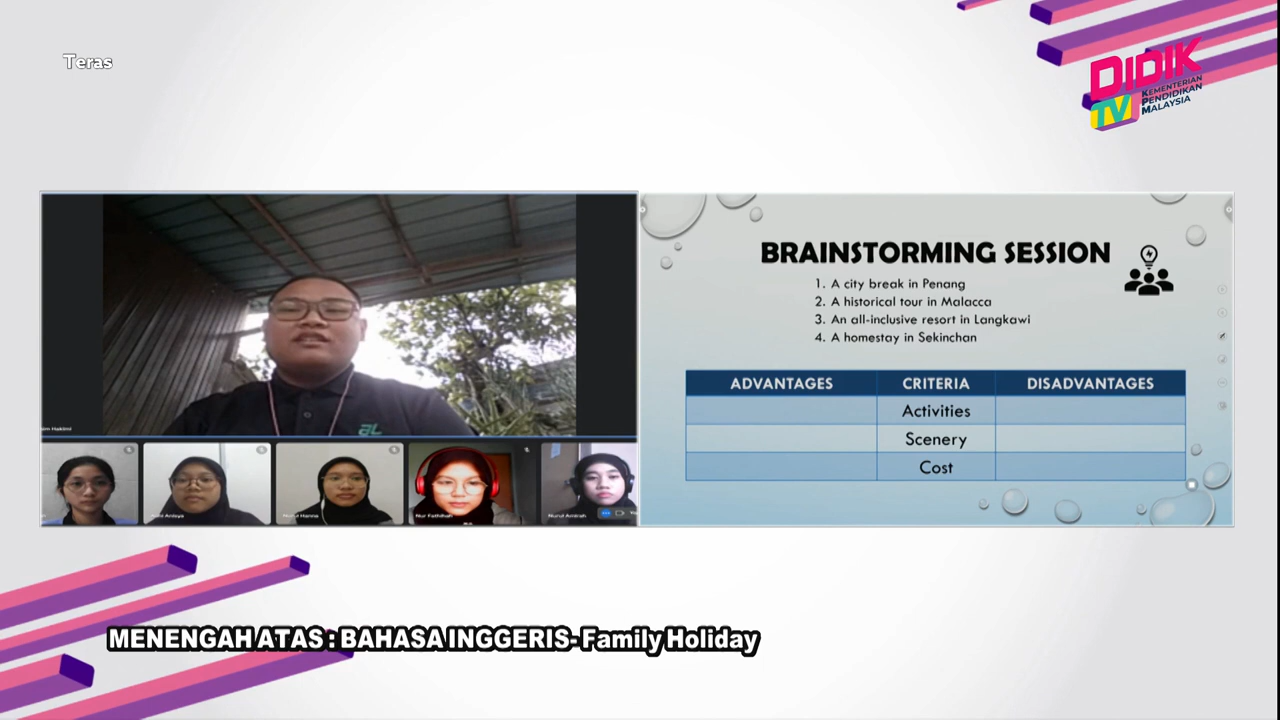 Teras
DIDIK
TV
KEMENTERIAN
PENDIDIKAN
MALAYSIA
BRAINSTORMING SESSION
1. A city break in Penang
2. A historical tour in Malacca
3. An all-inclusive resort in Langkawi
4. A homestay in Sekinchan
ADVANTAGES CRITERIA DISADVANTAGES
Activities
Scenery
Cost
Hakimi
Anisya
Hanna
Nur Fathihah
Nurul
MENENGAH ATAS : BAHASA INGGERIS- Family Holiday